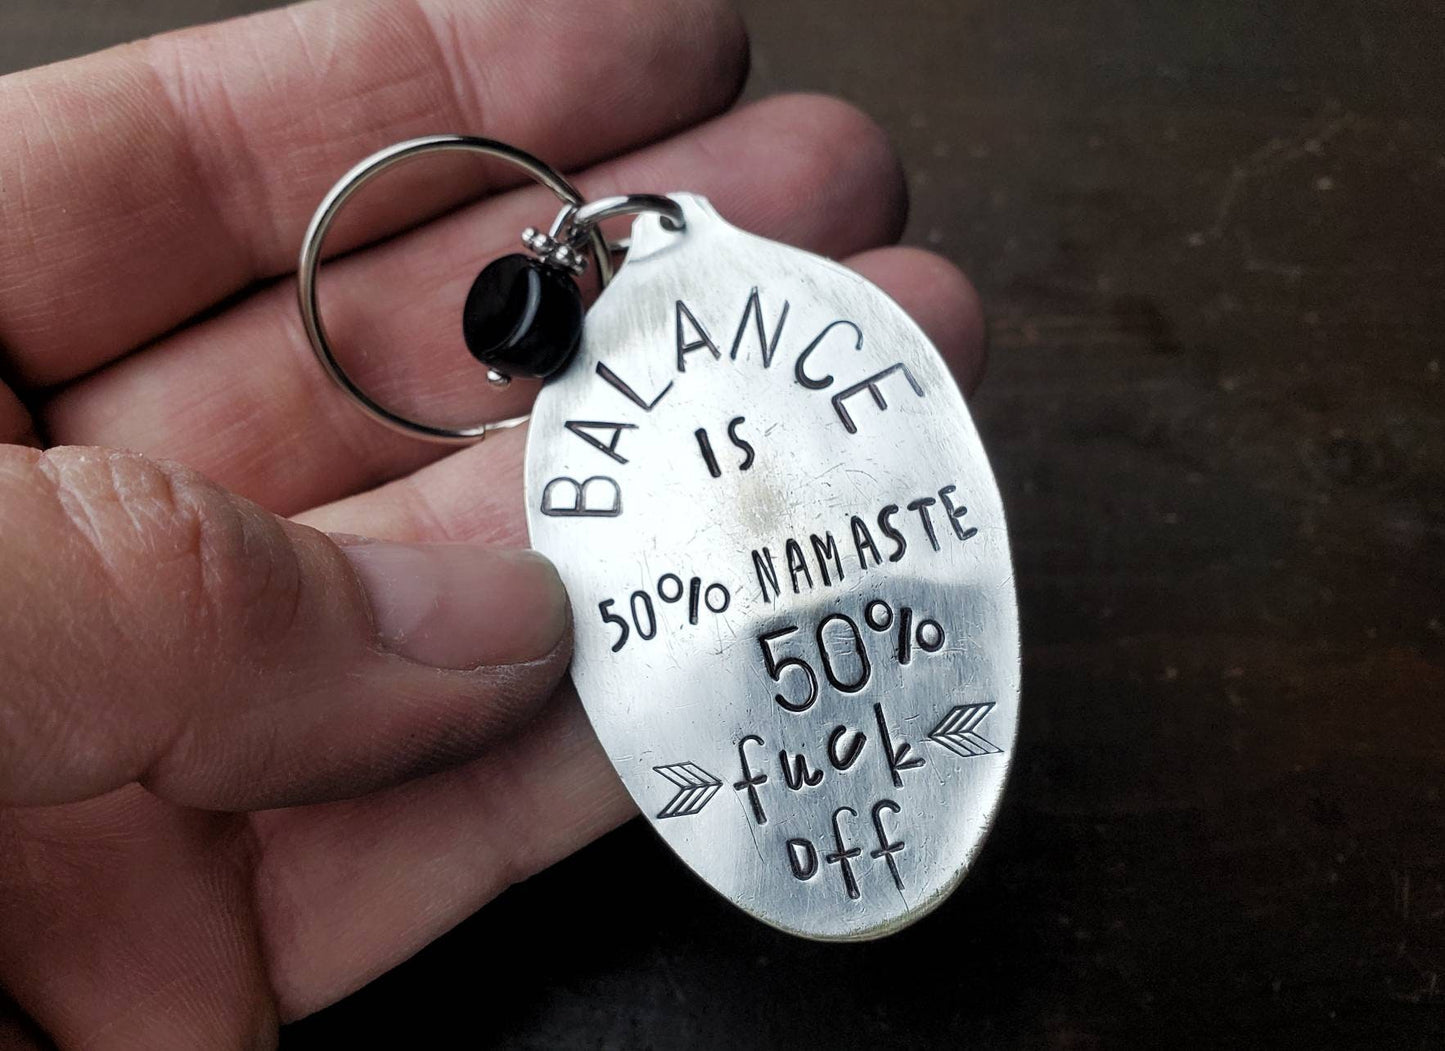 BALANCE
IS
50% NAMASTE
50%
fuck
off